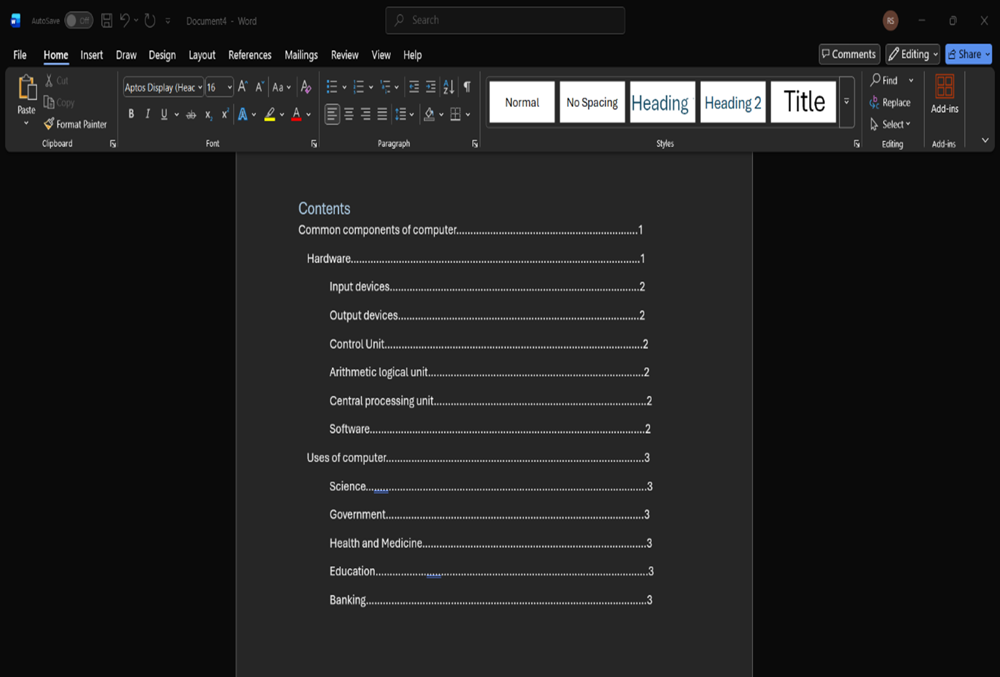 AutoSave Off Document4 - Word Search RS
File Home Insert Draw Design Layout References Mailings Review View Help Comments Editing Share
Paste Cut Copy Format Painter Clipboard
Aptos Display (Heac 16 Aa Font
Paragraph
Normal No Spacing Heading Heading 2 Title Styles
Find Replace Select Editing
Add-ins Add-ins
Contents
Common components of computer................................................................1
Hardware......................................................................................................1
Input devices........................................................................................2
Output devices.....................................................................................2
Control Unit...........................................................................................2
Arithmetic logical unit............................................................................2
Central processing unit...........................................................................2
Software.................................................................................................2
Uses of computer...........................................................................................3
Science...................................................................................................3
Government...........................................................................................3
Health and Medicine...............................................................................3
Education................................................................................................3
Banking...................................................................................................3